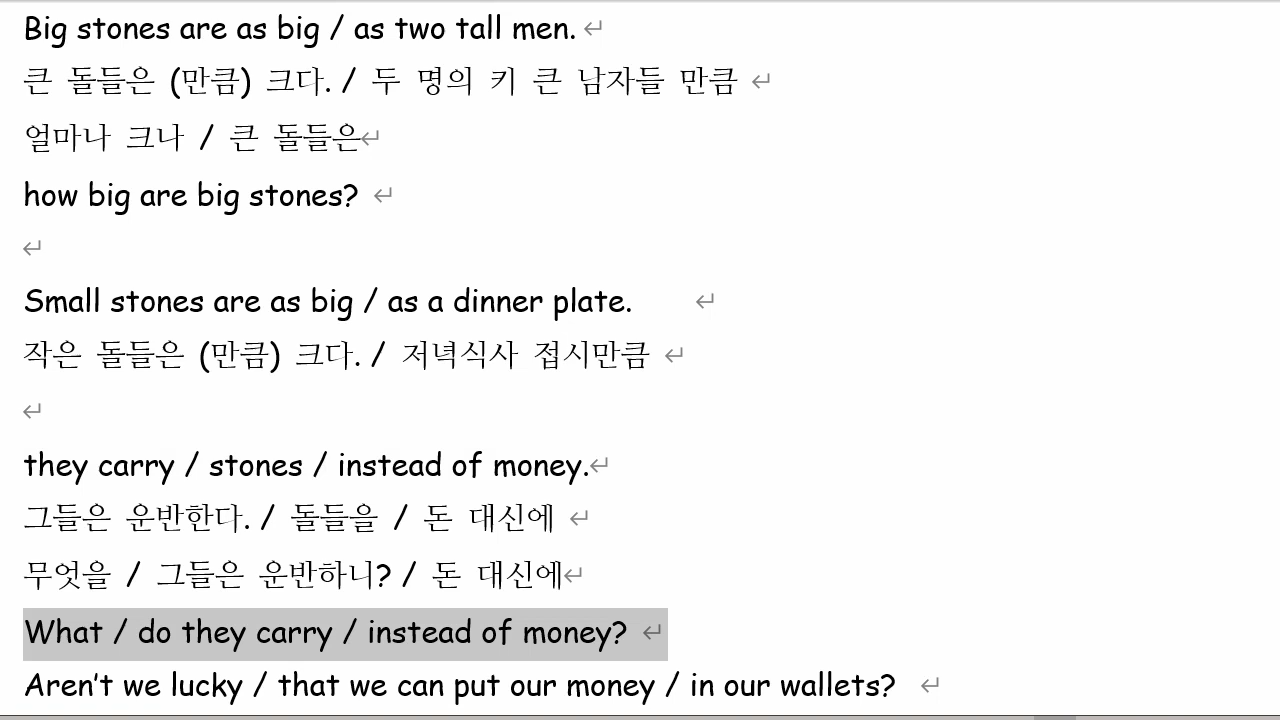 Big stones are as big / as two tall men.
큰 돌들은 (만큼) 크다. / 두 명의 키 큰 남자들 만큼
얼마나 크나 / 큰 돌들은
how big are big stones?
Small stones are as big / as a dinner plate.
작은 돌들은 (만큼) 크다. / 저녁식사 접시만큼
they carry / stones / instead of money.
그들은 운반한다. / 돌들을 / 돈 대신에
무엇을 / 그들은 운반하니? / 돈 대신에
What / do they carry / instead of money?
Aren't we lucky / that we can put our money / in our wallets?